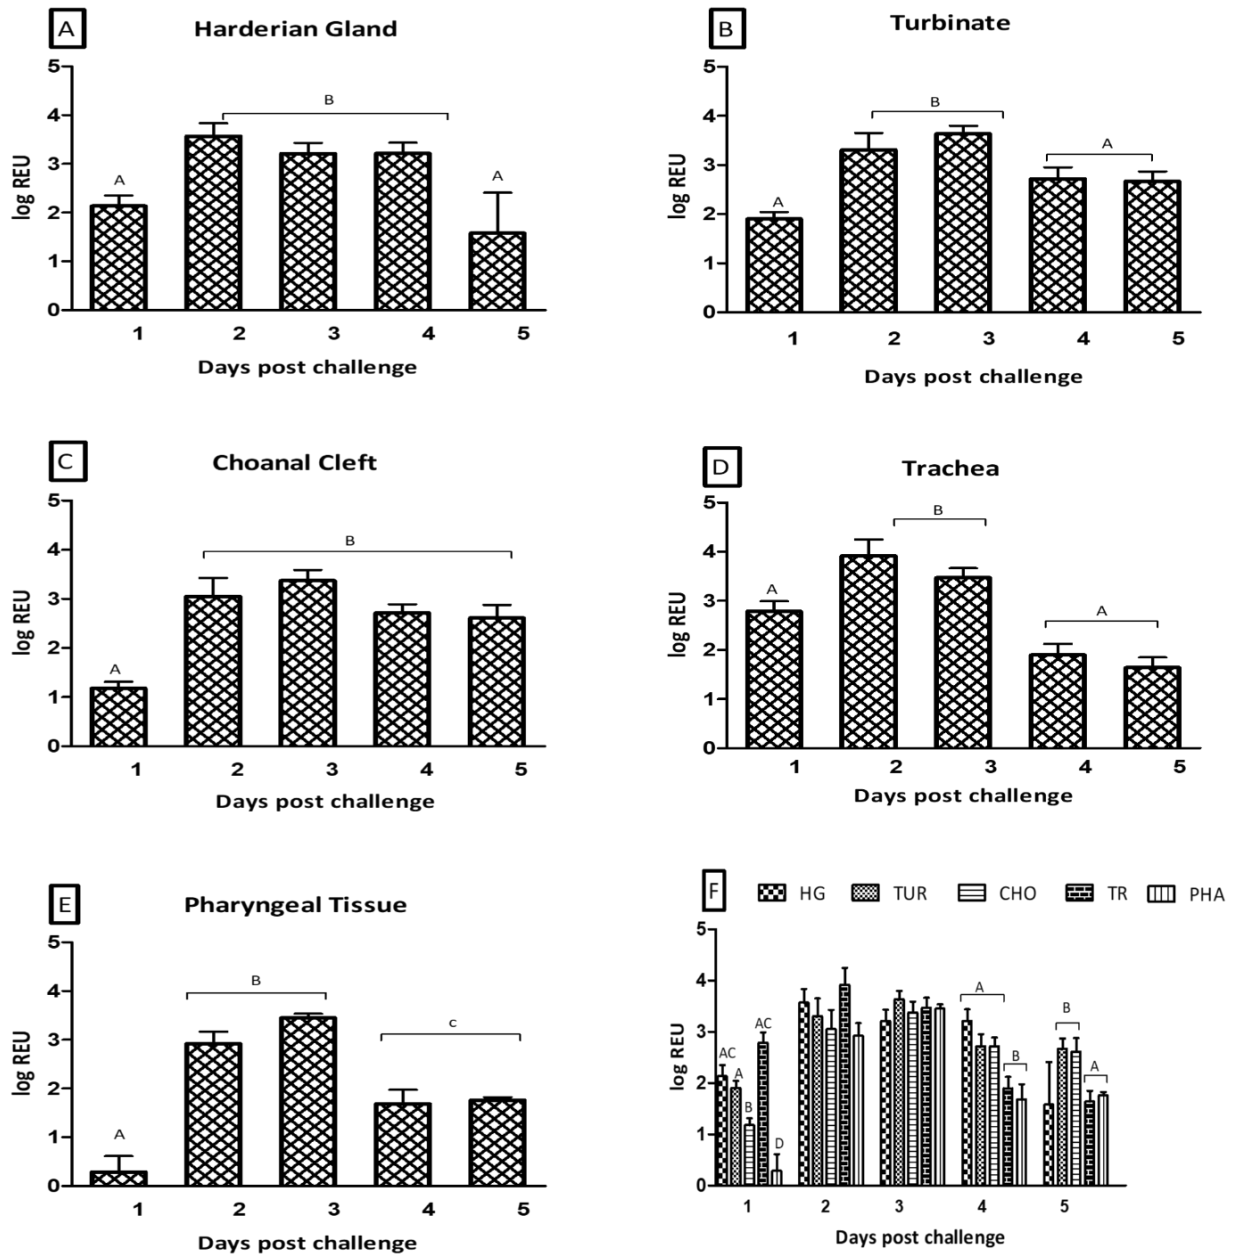 A Harderian Gland
5
4
3
2
1
0
log REU
A
B
A
1 2 3 4 5
Days post challenge
B Turbinate
5
4
3
2
1
0
log REU
A
B
A
1 2 3 4 5
Days post challenge
C Choanal Cleft
5
4
3
2
1
0
log REU
A
B
1 2 3 4 5
Days post challenge
D Trachea
5
4
3
2
1
0
log REU
A
B
A
1 2 3 4 5
Days post challenge
E Pharyngeal Tissue
5
4
3
2
1
0
log REU
A
B
c
1 2 3 4 5
Days post challenge
F HG TUR CHO TR PHA
5
4
3
2
1
0
log REU
AC
A
B
AC
D
A
B
B
A
1 2 3 4 5
Days post challenge